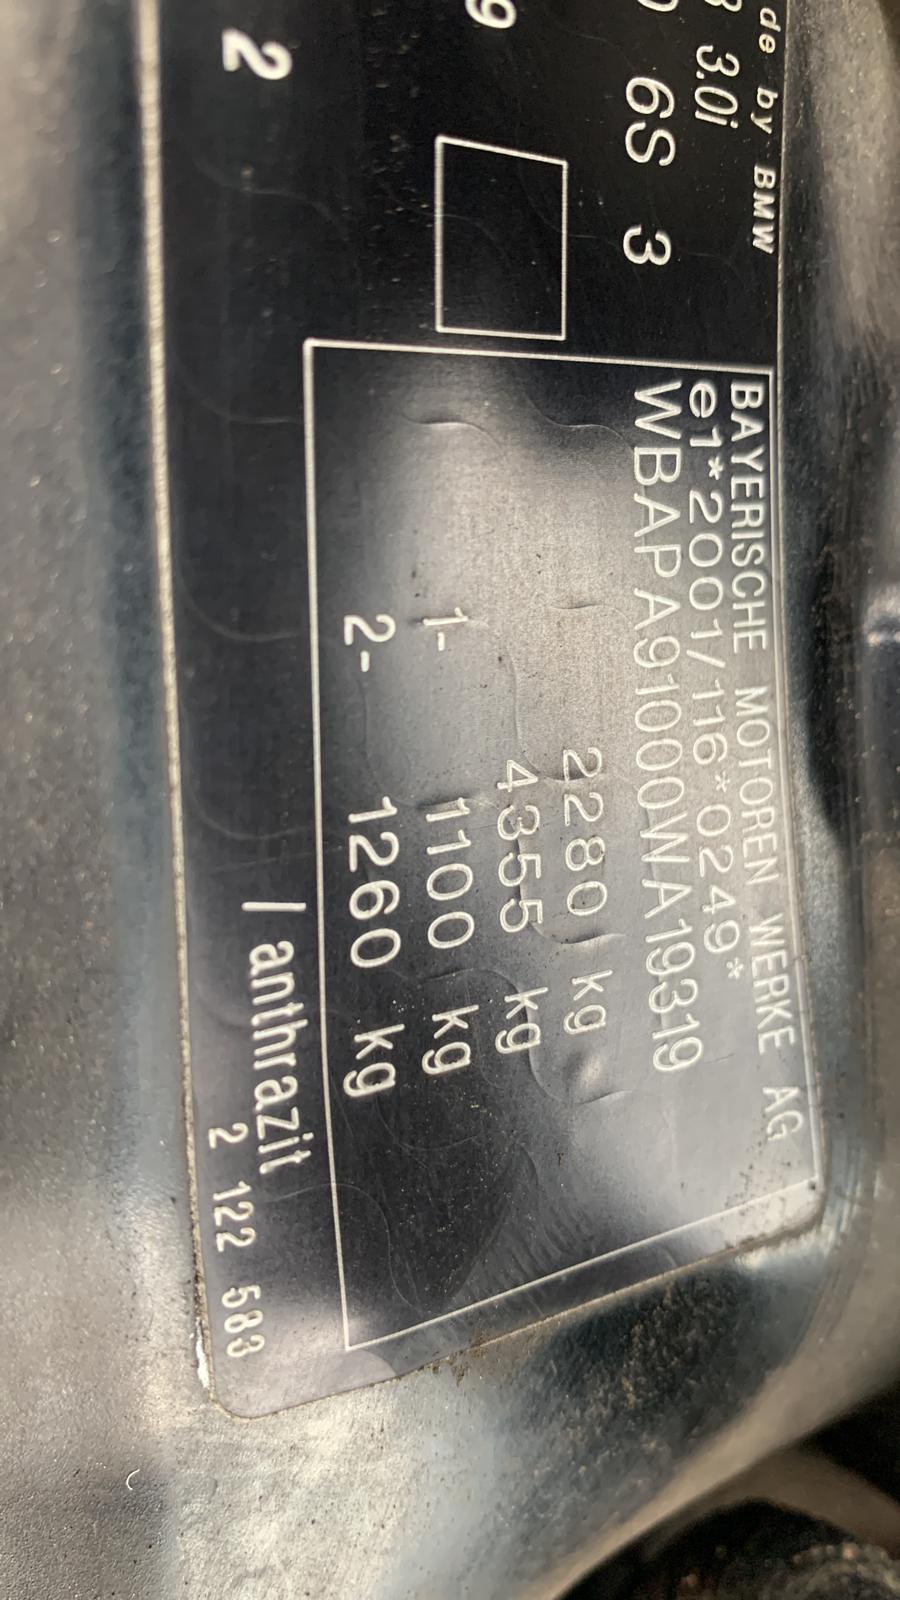 de by BMW
3.0i
6S 3
9
2
BAYERISCHE MOTOREN WERKE AG
e1*2001/116*0249*
WBAPA91000WA19319
2280 kg
4355 kg
1- 1100 kg
2- 1260 kg
/ anthrazit
2 122 583